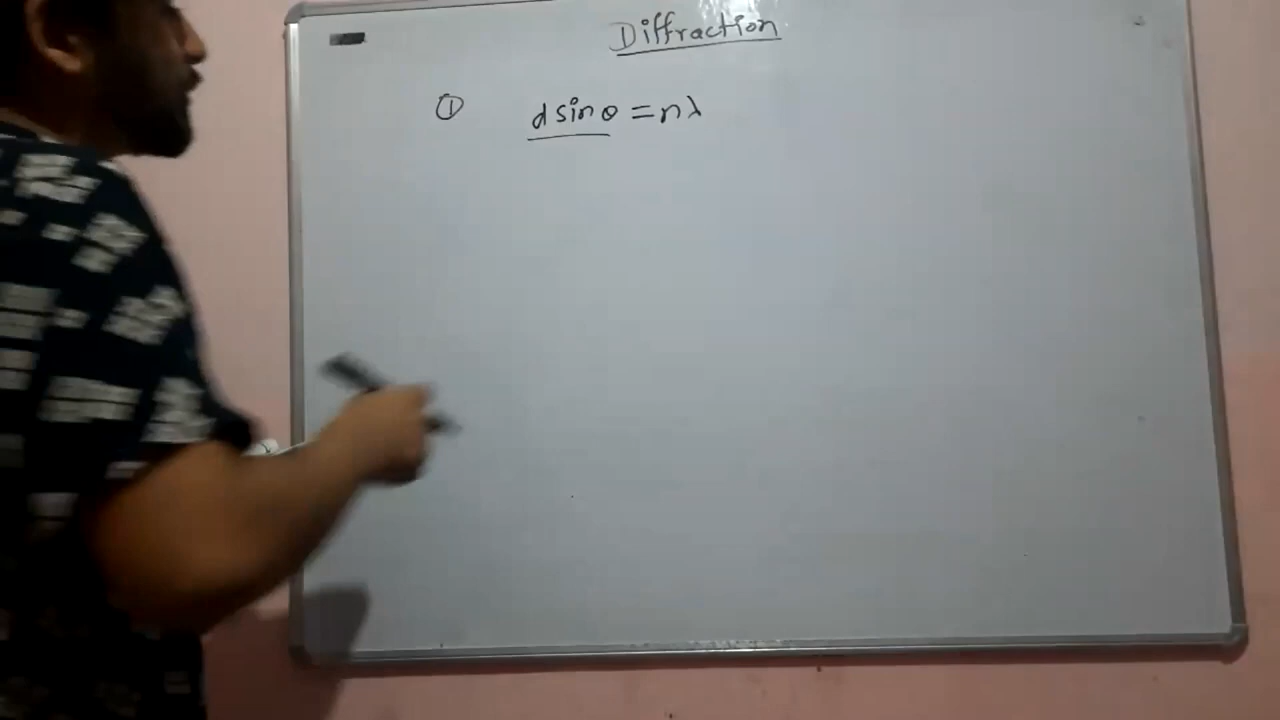 Diffraction
① d sin θ = nλ